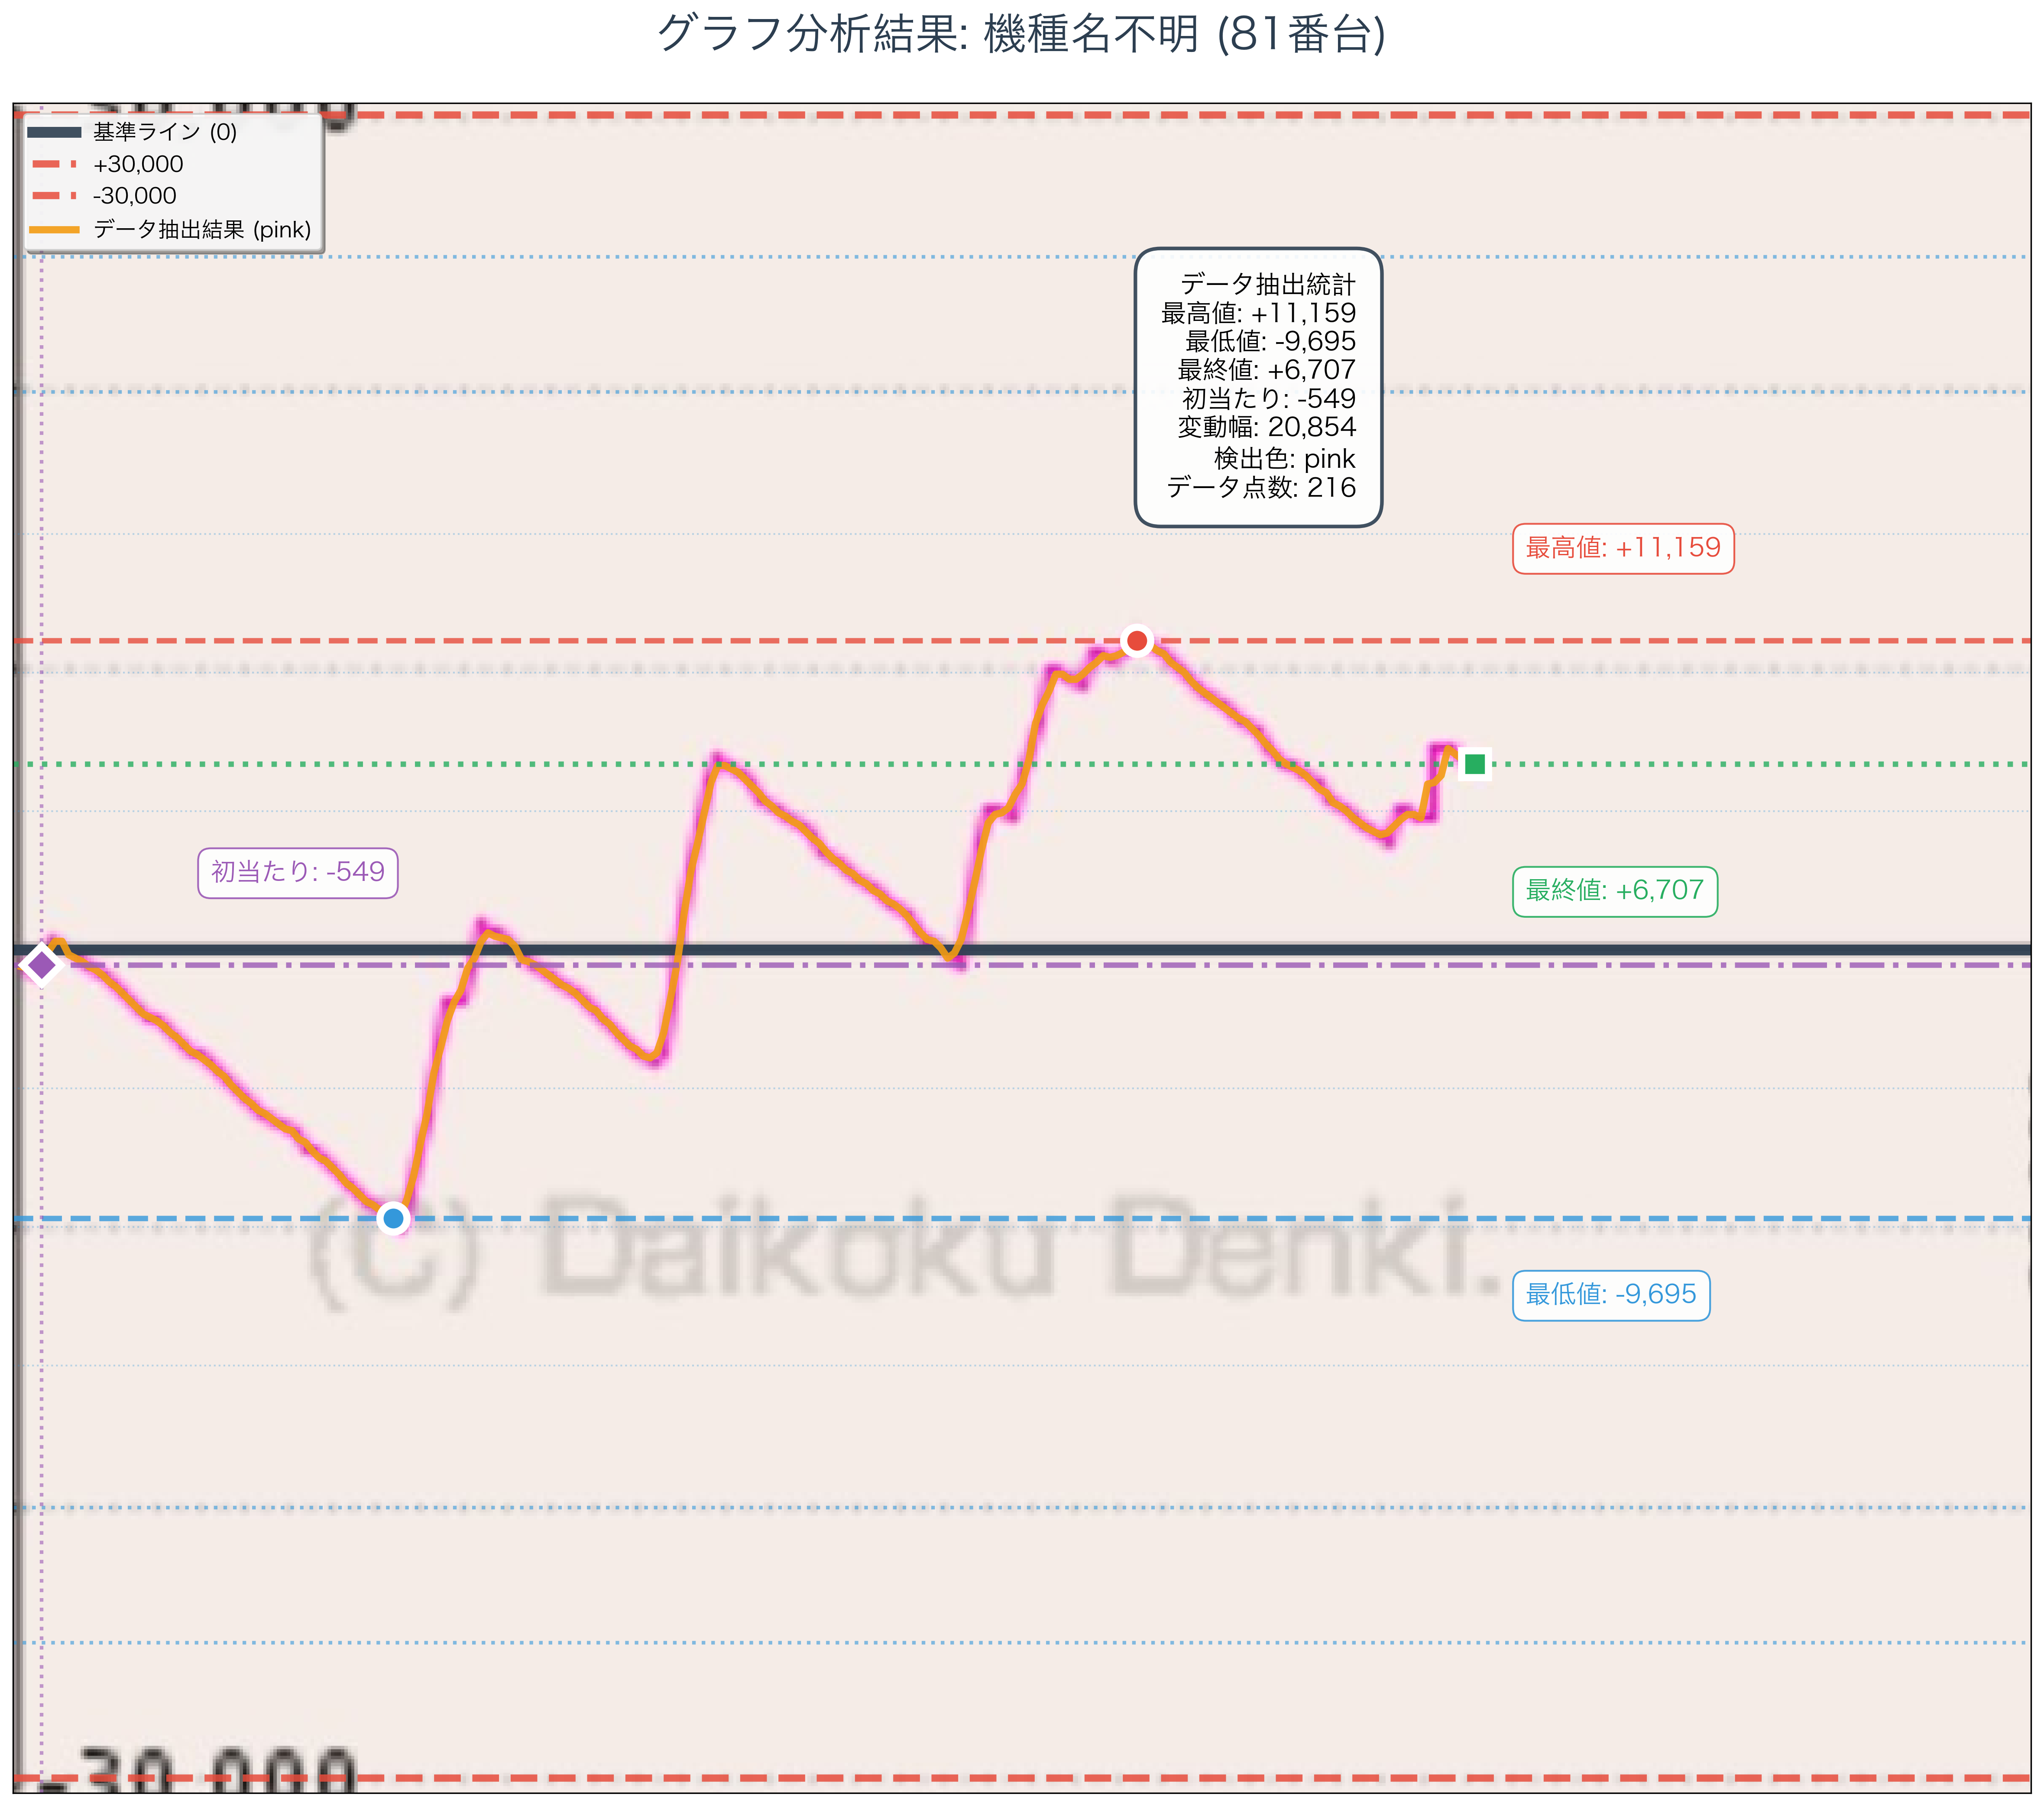 グラフ分析結果: 機種名不明 (81番台)
基準ライン (0)
+30,000
-30,000
データ抽出結果 (pink)
データ抽出統計
最高値: +11,159
最低値: -9,695
最終値: +6,707
初当たり: -549
変動幅: 20,854
検出色: pink
データ点数: 216
最高値: +11,159
初当たり: -549
最終値: +6,707
(C) Daikoku Denki.
最低値: -9,695
-30,000